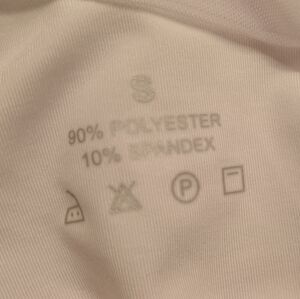 S
90% POLYESTER
10% SPANDEX
P